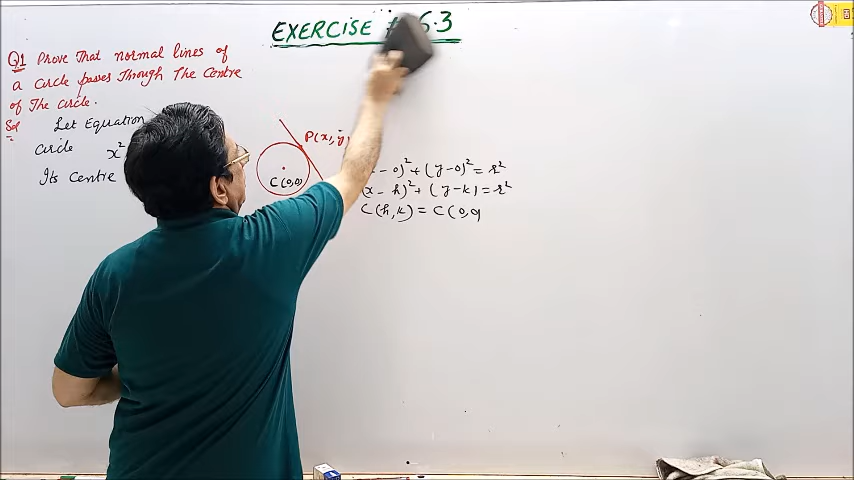 EXERCISE # 6.3
Q1 Prove That normal lines of
a circle passes Through The Centre
of The circle.
Sol Let Equation
circle x²
Its Centre
P(x, y)
C(0,0)
- 0)² + (y - 0)² = r²
(x - h)² + (y - k) = r²
C(h, k) = C(0,0